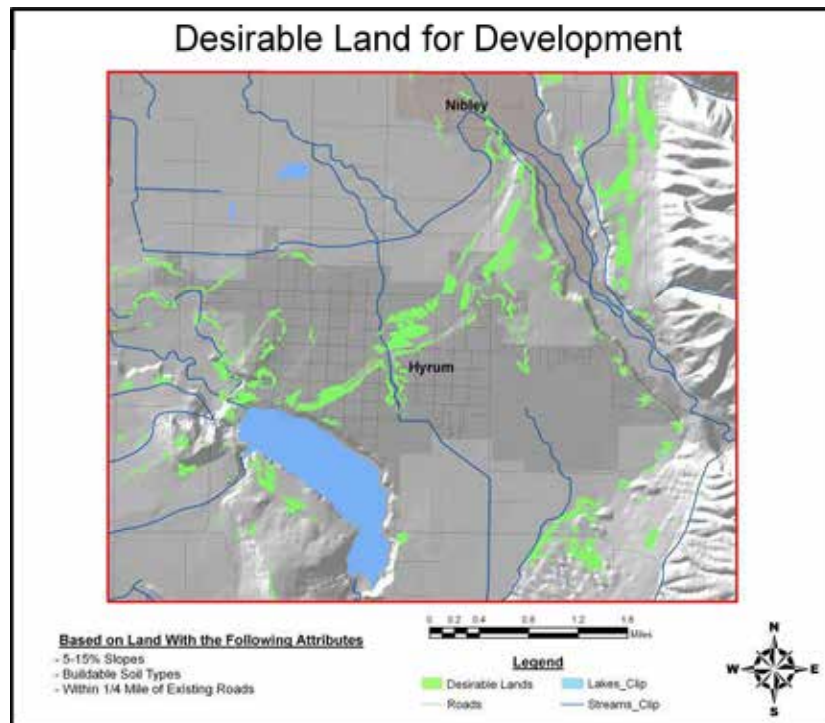 Desirable Land for Development
Nibley
Hyrum
Based on Land With the Following Attributes
- 5-15% Slopes
- Buildable Soil Types
- Within 1/4 Mile of Existing Roads
0 0.2 0.4 0.8 1.2 1.6
Miles
Legend
Desirable Lands
Lakes_Clip
Roads
Streams_Clip
N
W E
S